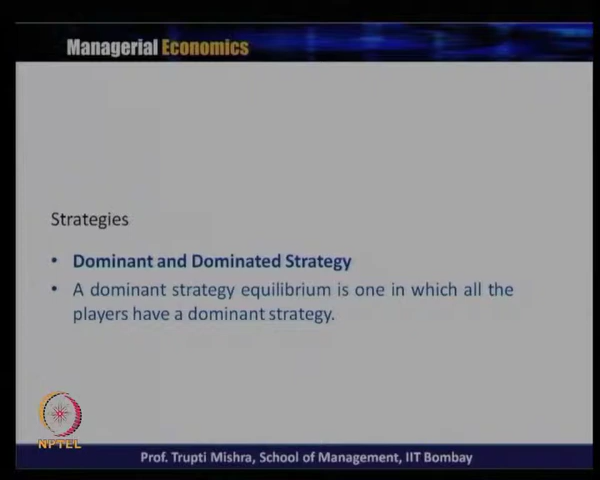 Managerial Economics
Strategies
• Dominant and Dominated Strategy
• A dominant strategy equilibrium is one in which all the
players have a dominant strategy.
NPTEL
Prof. Trupti Mishra, School of Management, IIT Bombay